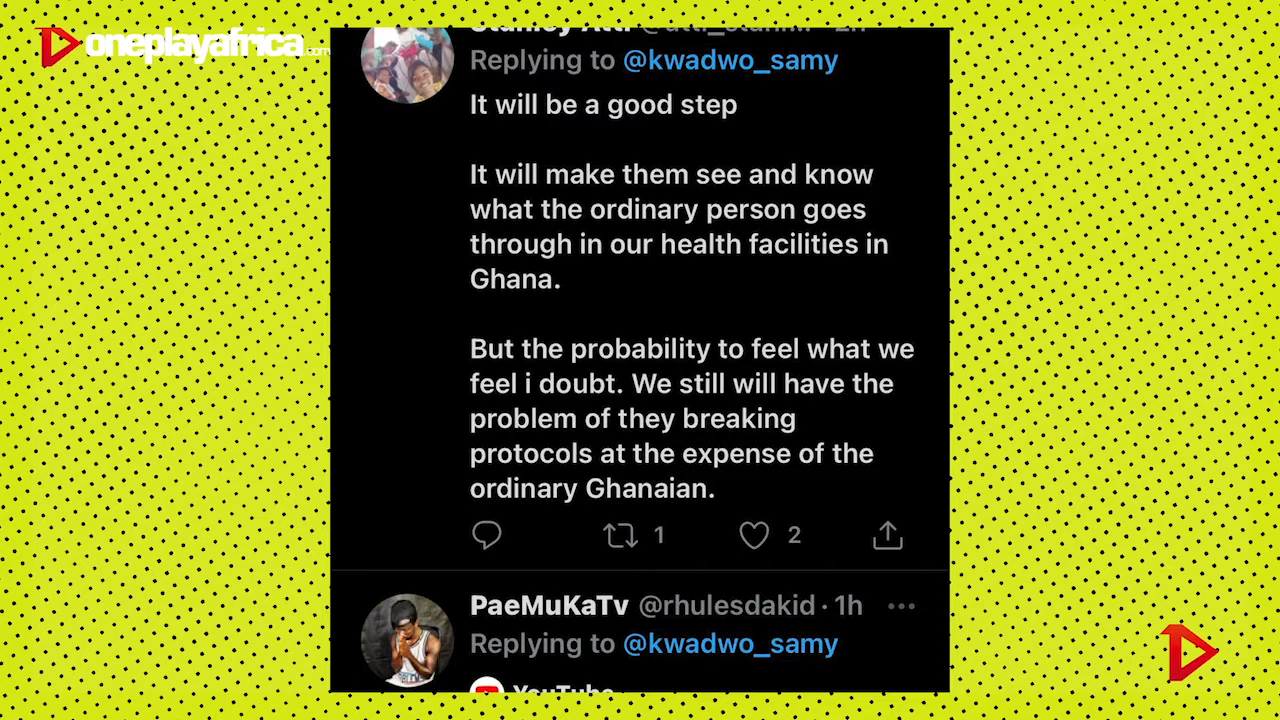 oneplayafrica.com
Replying to @kwadwo_samy
It will be a good step
It will make them see and know
what the ordinary person goes
through in our health facilities in
Ghana.
But the probability to feel what we
feel i doubt. We still will have the
problem of they breaking
protocols at the expense of the
ordinary Ghanaian.
1 2
PaeMuKaTv @rhulesdakid · 1h
Replying to @kwadwo_samy
YouTube